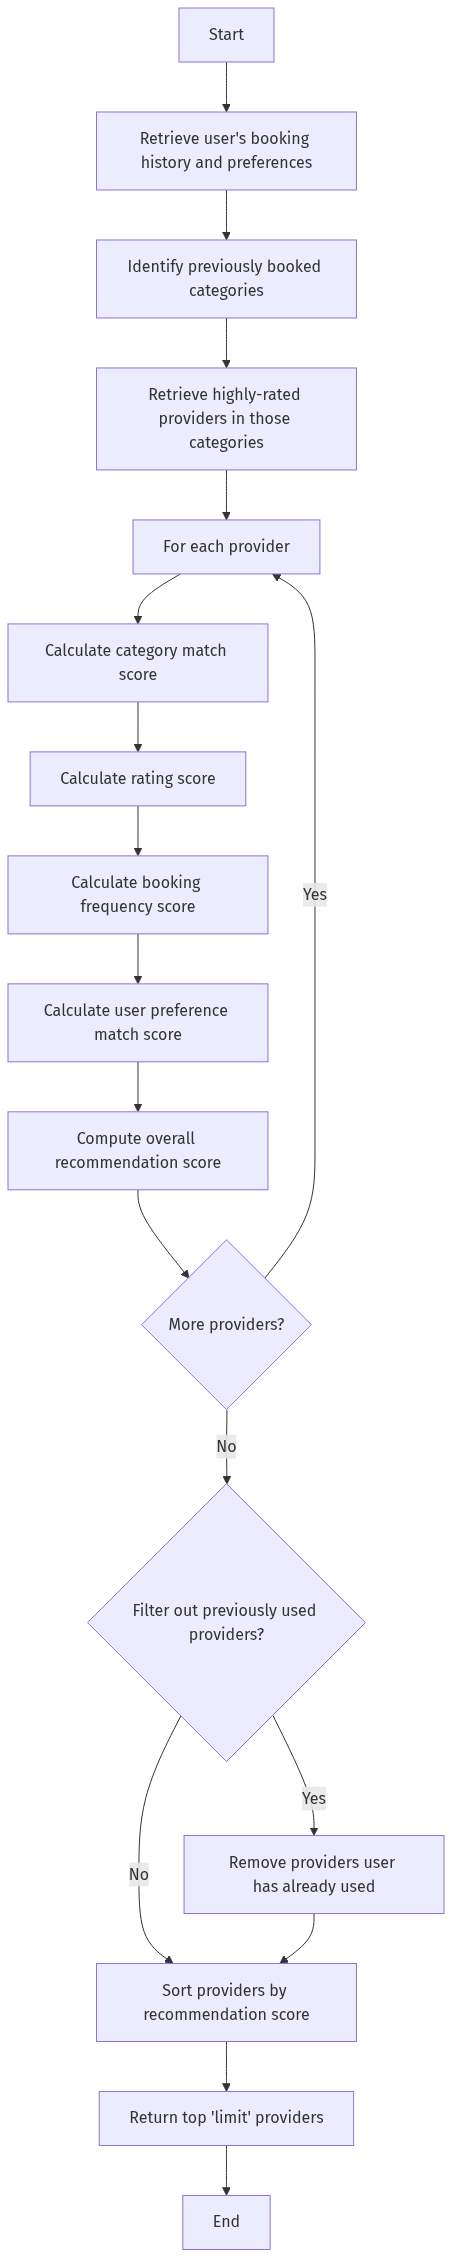 Start
Retrieve user's booking
history and preferences
Identify previously booked
categories
Retrieve highly-rated
providers in those
categories
For each provider
Calculate category match
score
Calculate rating score
Calculate booking
frequency score
Yes
Calculate user preference
match score
Compute overall
recommendation score
More providers?
No
Filter out previously used
providers?
Yes
Remove providers user
has already used
No
Sort providers by
recommendation score
Return top 'limit' providers
End